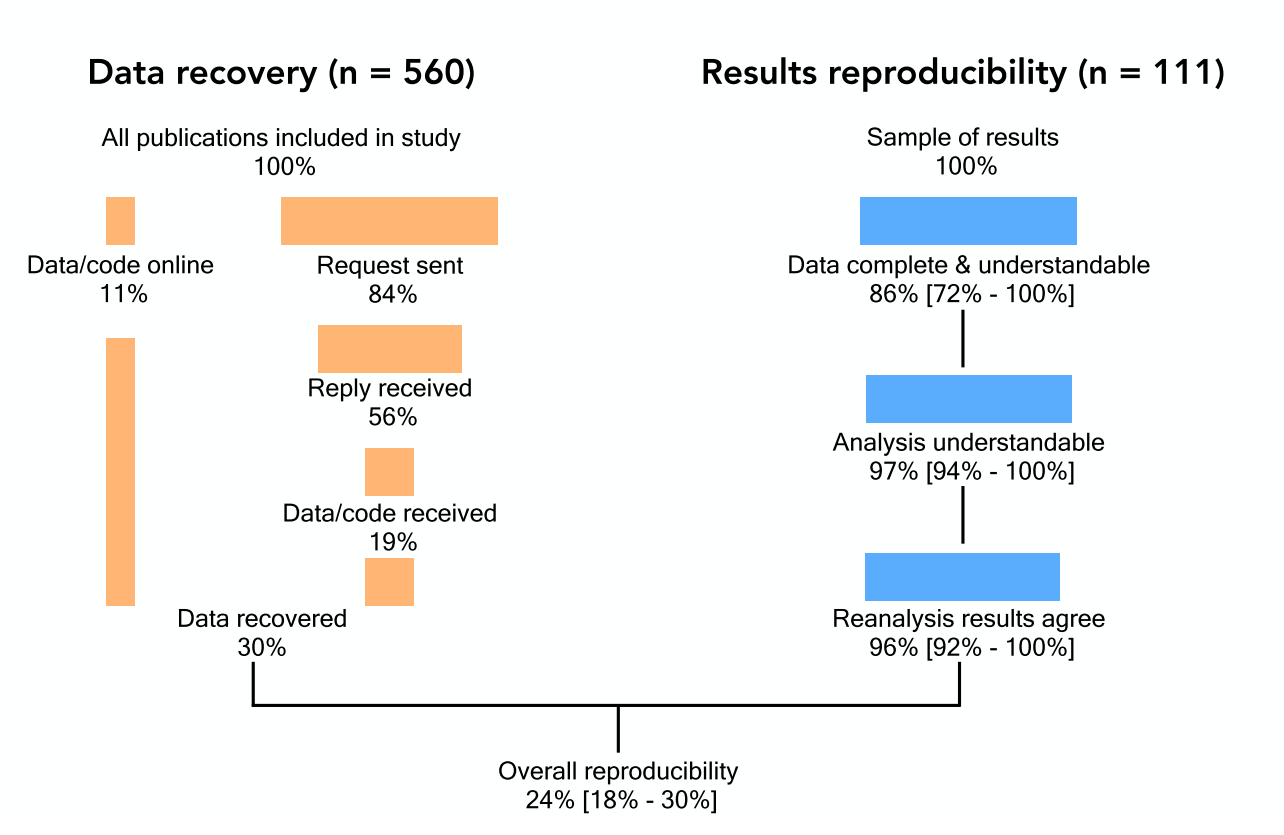 Data recovery (n = 560)
All publications included in study
100%
Data/code online
11%
Request sent
84%
Reply received
56%
Data/code received
19%
Data recovered
30%
Results reproducibility (n = 111)
Sample of results
100%
Data complete & understandable
86% [72% - 100%]
Analysis understandable
97% [94% - 100%]
Reanalysis results agree
96% [92% - 100%]
Overall reproducibility
24% [18% - 30%]